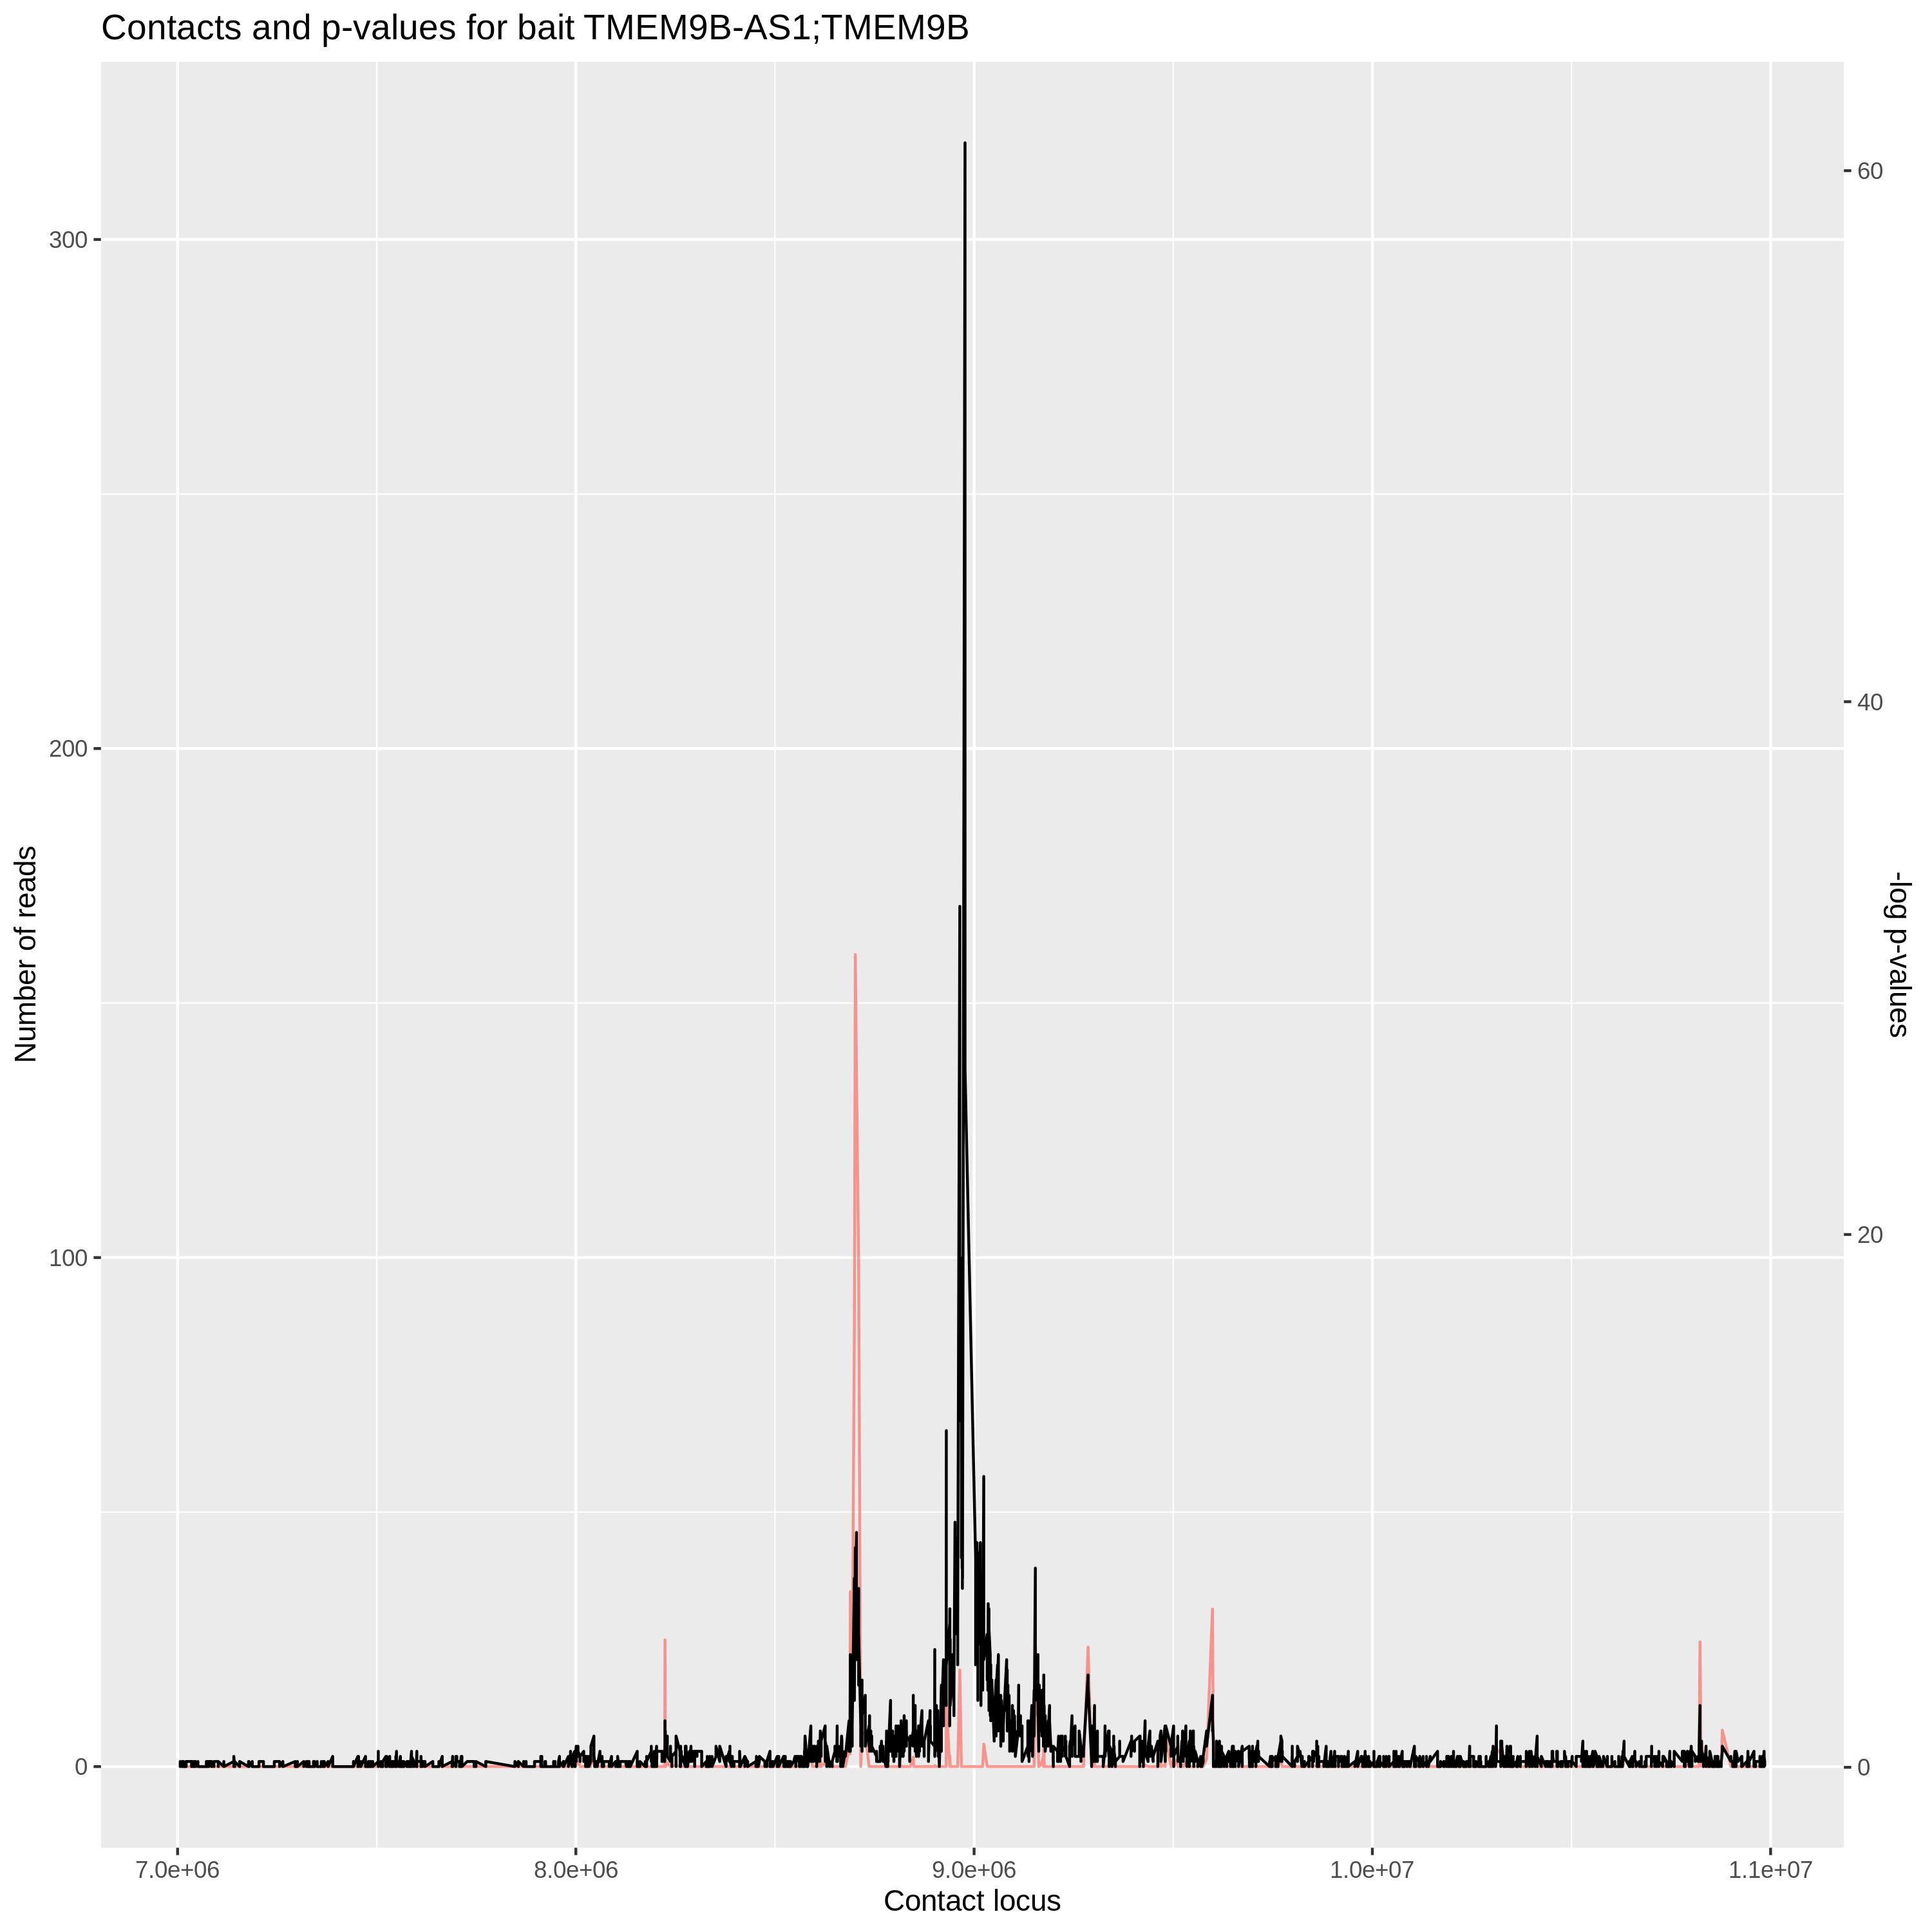 Contacts and p-values for bait TMEM9B-AS1;TMEM9B
300
200
100
0
Number of reads
60
40
20
0
-log p-values
7.0e+06
8.0e+06
9.0e+06
1.0e+07
1.1e+07
Contact locus